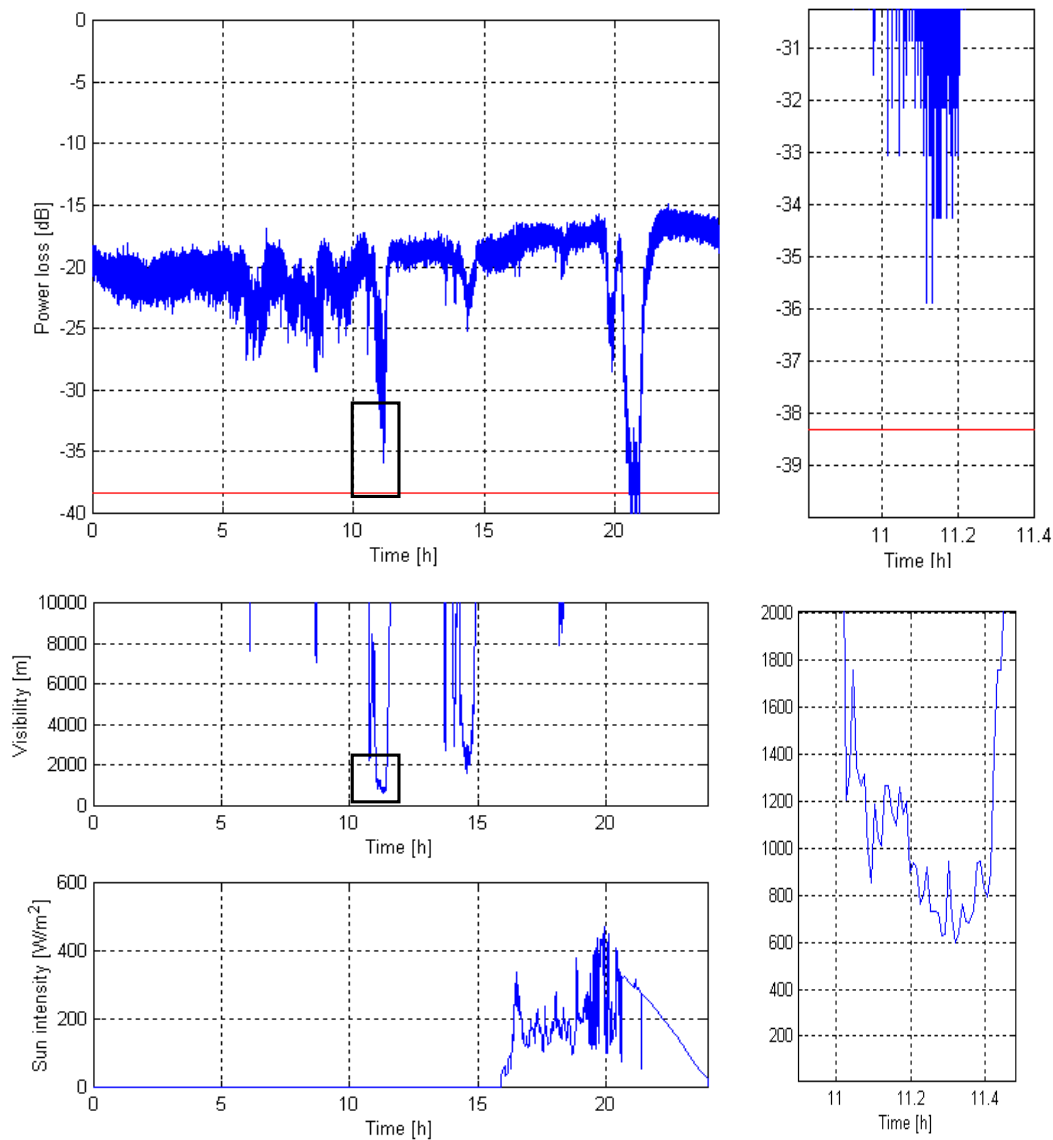 0
-5
-10
-15
-20
-25
-30
-35
-40
Power loss [dB]
0 5 10 15 20
Time [h]
-31
-32
-33
-34
-35
-36
-37
-38
-39
11 11.2 11.4
Time [h]
10000
8000
6000
4000
2000
0
Visibility [m]
0 5 10 15 20
Time [h]
600
400
200
0
Sun intensity [W/m²]
0 5 10 15 20
Time [h]
2000
1800
1600
1400
1200
1000
800
600
400
200
11 11.2 11.4
Time [h]